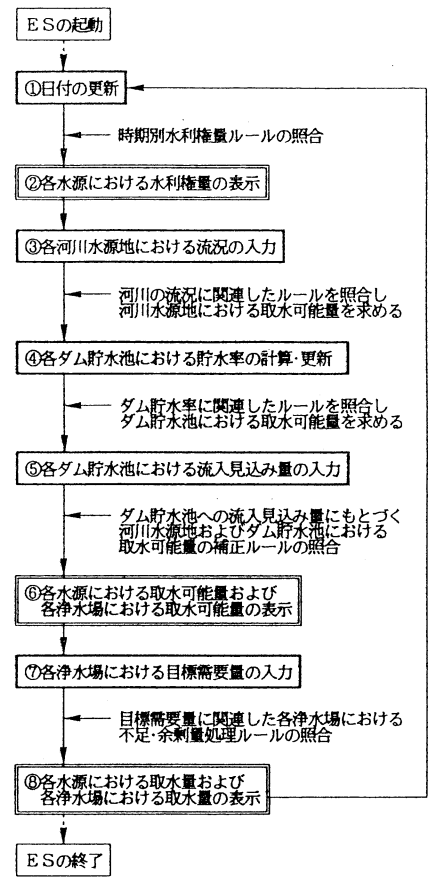 ＥＳの起動
①日付の更新
時期別水利権量ルールの照合
②各水源における水利権量の表示
③各河川水源地における流況の入力
河川の流況に関連したルールを照合し
河川水源地における取水可能量を求める
④各ダム貯水池における貯水率の計算・更新
ダム貯水率に関連したルールを照合し
ダム貯水池における取水可能量を求める
⑤各ダム貯水池における流入見込み量の入力
ダム貯水池への流入見込み量にもとづく
河川水源地およびダム貯水池における
取水可能量の補正ルールの照合
⑥各水源における取水可能量および
各浄水場における取水可能量の表示
⑦各浄水場における目標需要量の入力
目標需要量に関連した各浄水場における
不足・余剰量処理ルールの照合
⑧各水源における取水量および
各浄水場における取水量の表示
ＥＳの終了